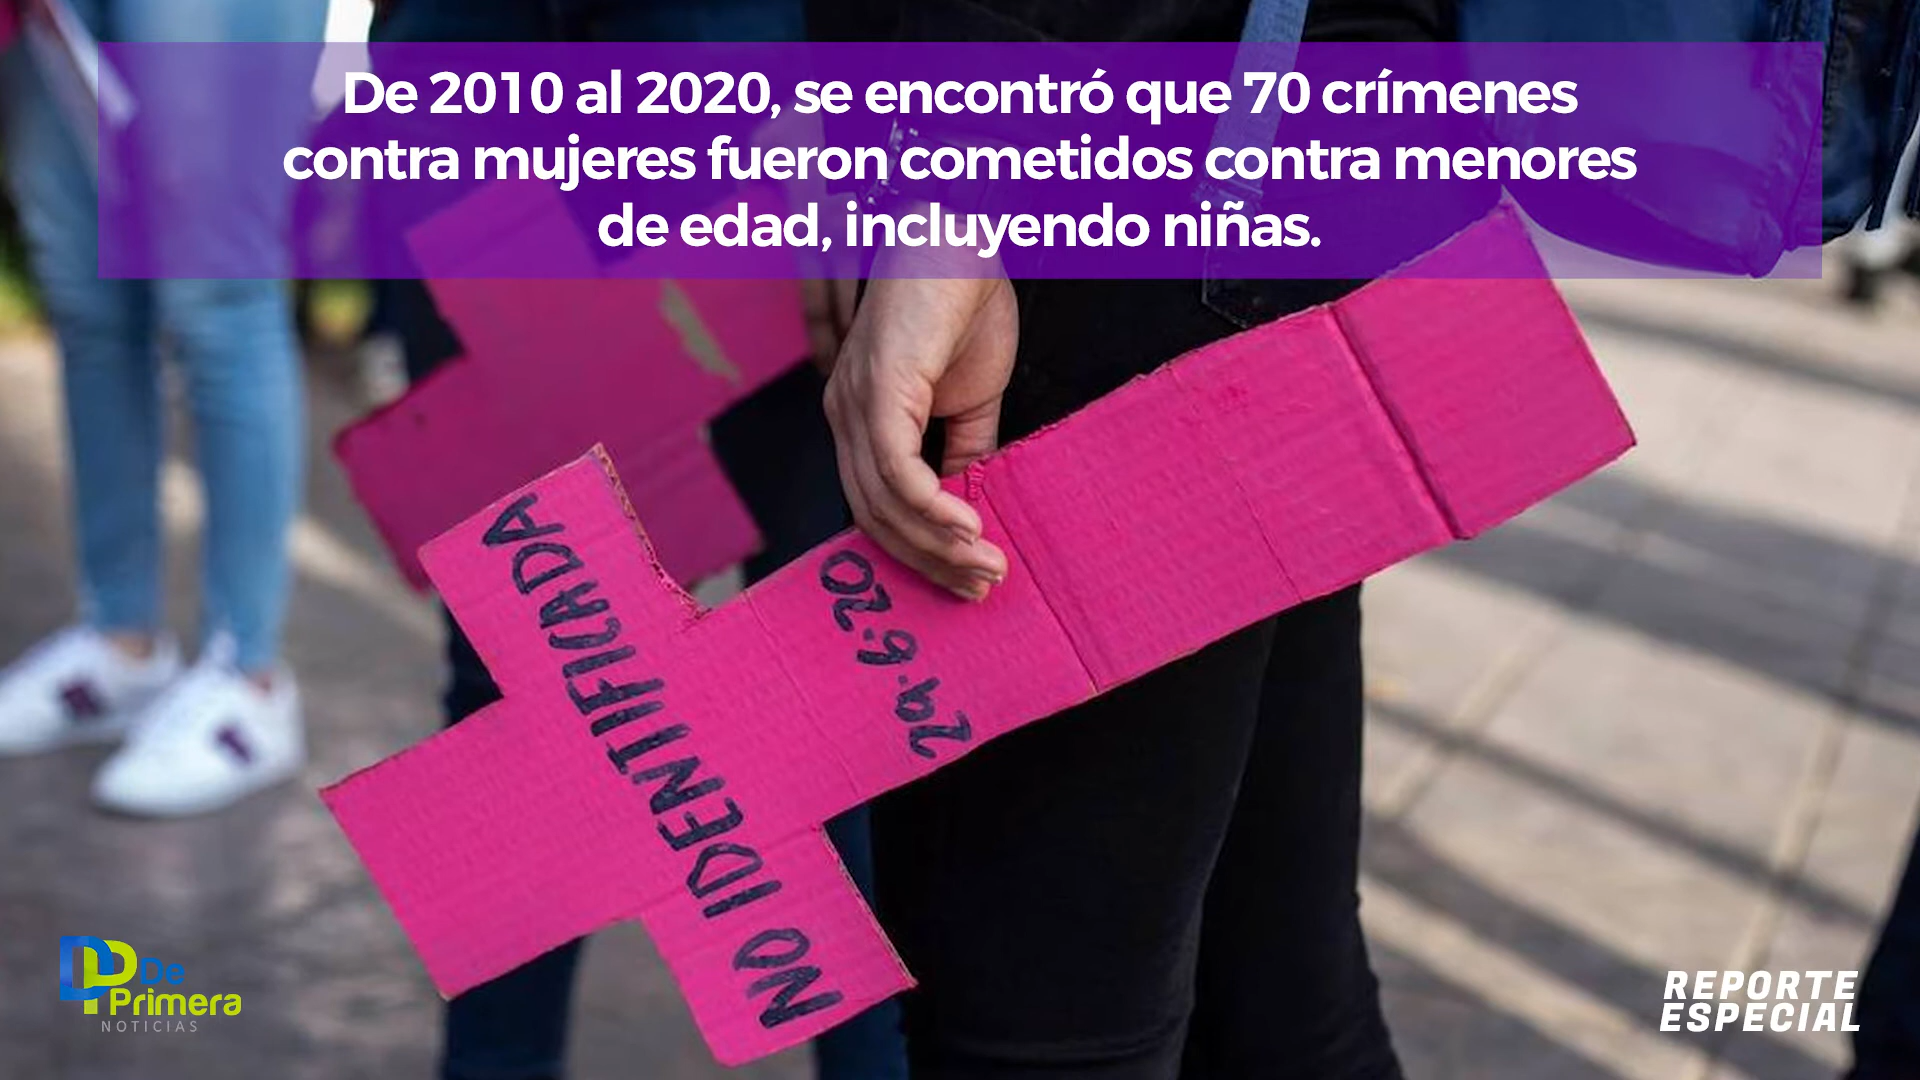 De 2010 al 2020, se encontró que 70 crímenes
contra mujeres fueron cometidos contra menores
de edad, incluyendo niñas.
NO IDENTIFICADA
29.6.20
De
Primera
NOTICIAS
REPORTE
ESPECIAL